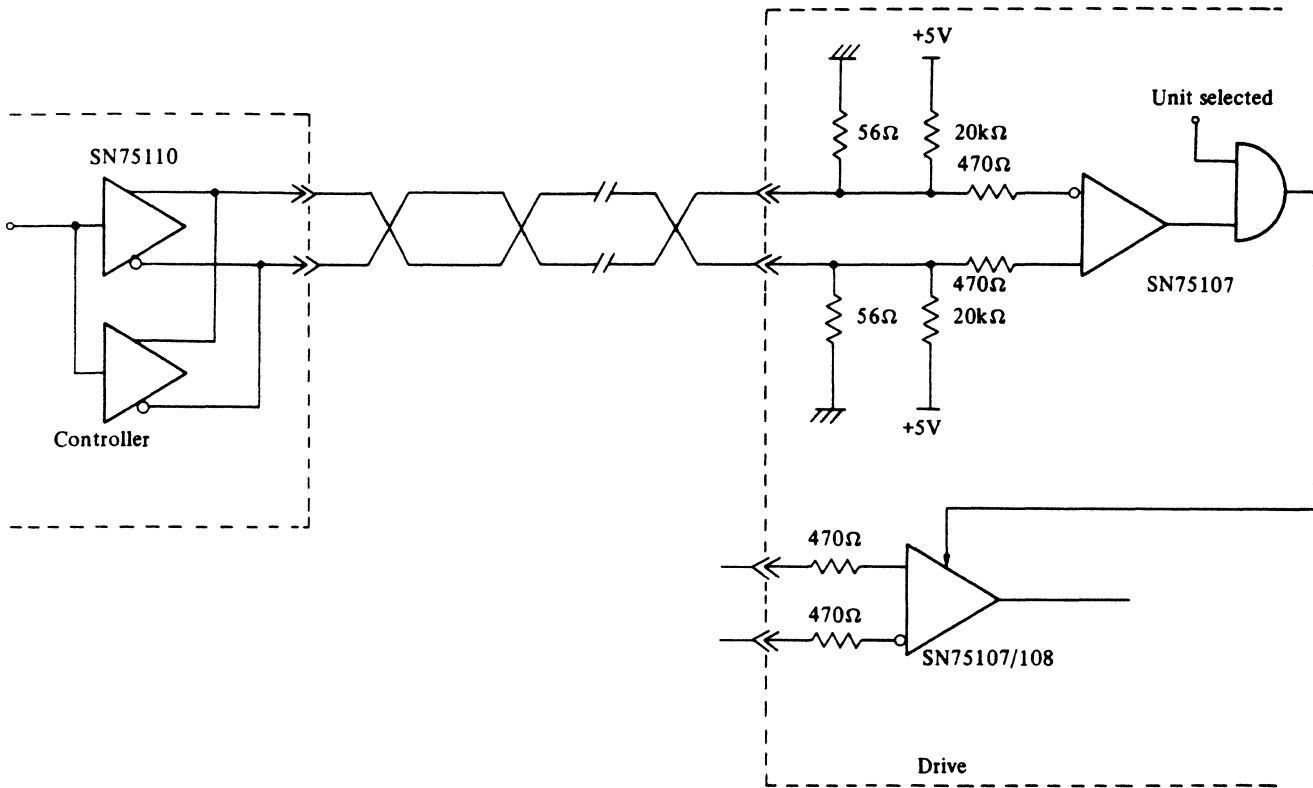 +5V
Unit selected
56Ω
20kΩ
SN75110
470Ω
470Ω
SN75107
56Ω
20kΩ
+5V
Controller
470Ω
470Ω
SN75107/108
Drive